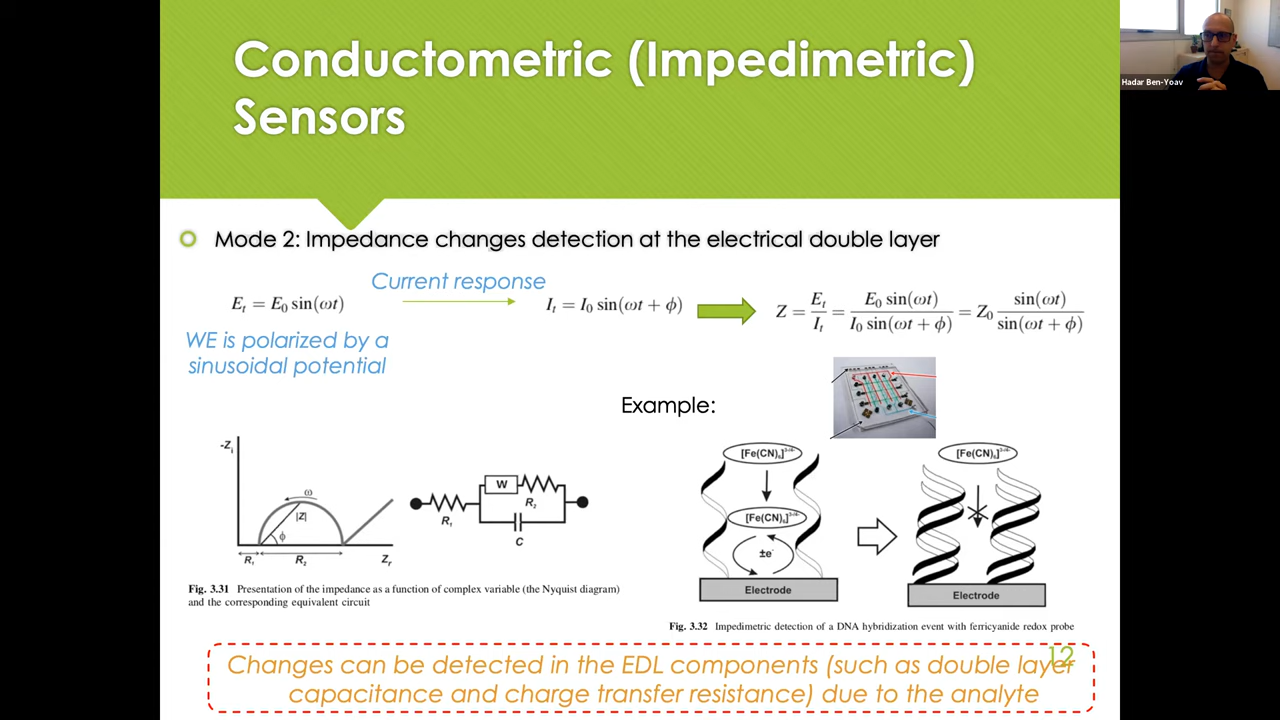 Conductometric (Impedimetric)
Sensors
Hadar Ben-Yoav
Mode 2: Impedance changes detection at the electrical double layer
Current response
E_t = E_0 sin(ωt)
I_t = I_0 sin(ωt + ϕ)
Z = E_t / I_t = E_0 sin(ωt) / I_0 sin(ωt + ϕ) = Z_0 sin(ωt) / sin(ωt + ϕ)
WE is polarized by a
sinusoidal potential
Example:
-Z_i
ω
|Z|
ϕ
R_1
R_2
Z_r
W
R_1
R_2
C
[Fe(CN)_6]^3-/4-
[Fe(CN)_6]^3-/4-
±e^-
Electrode
[Fe(CN)_6]^3-/4-
Electrode
Fig. 3.31 Presentation of the impedance as a function of complex variable (the Nyquist diagram)
and the corresponding equivalent circuit
Fig. 3.32 Impedimetric detection of a DNA hybridization event with ferricyanide redox probe
12
Changes can be detected in the EDL components (such as double layer
capacitance and charge transfer resistance) due to the analyte